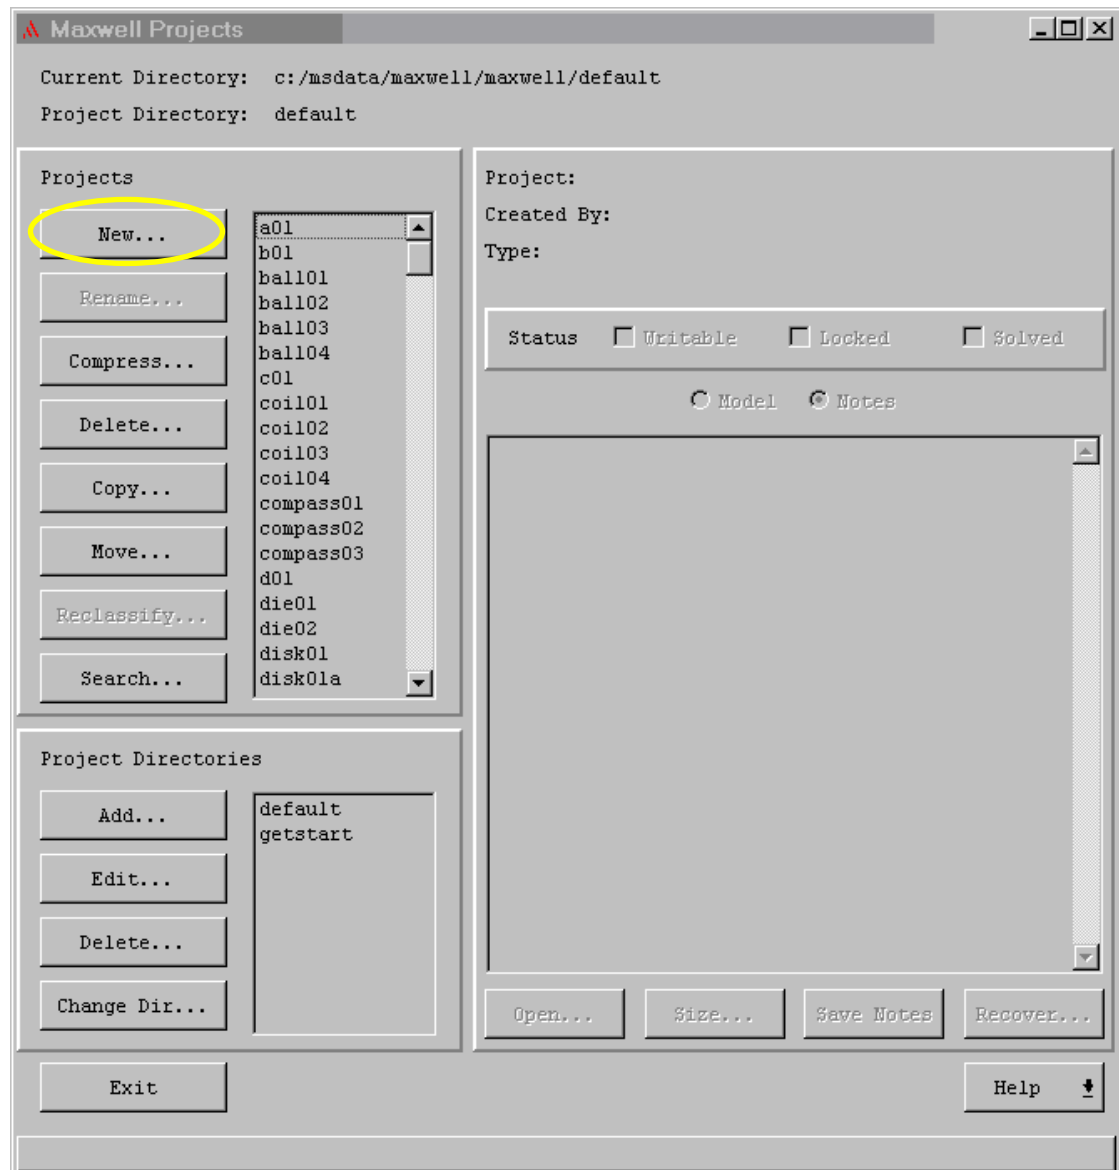 Maxwell Projects
Current Directory: c:/msdata/maxwell/maxwell/default
Project Directory: default
Projects
New...
Rename...
Compress...
Delete...
Copy...
Move...
Reclassify...
Search...
a01
b01
ball01
ball02
ball03
ball04
c01
coil01
coil02
coil03
coil04
compass01
compass02
compass03
d01
die01
die02
disk01
disk01a
Project Directories
Add...
Edit...
Delete...
Change Dir...
default
getstart
Project:
Created By:
Type:
Status Writable Locked Solved
Model Notes
Open... Size... Save Notes Recover...
Exit
Help